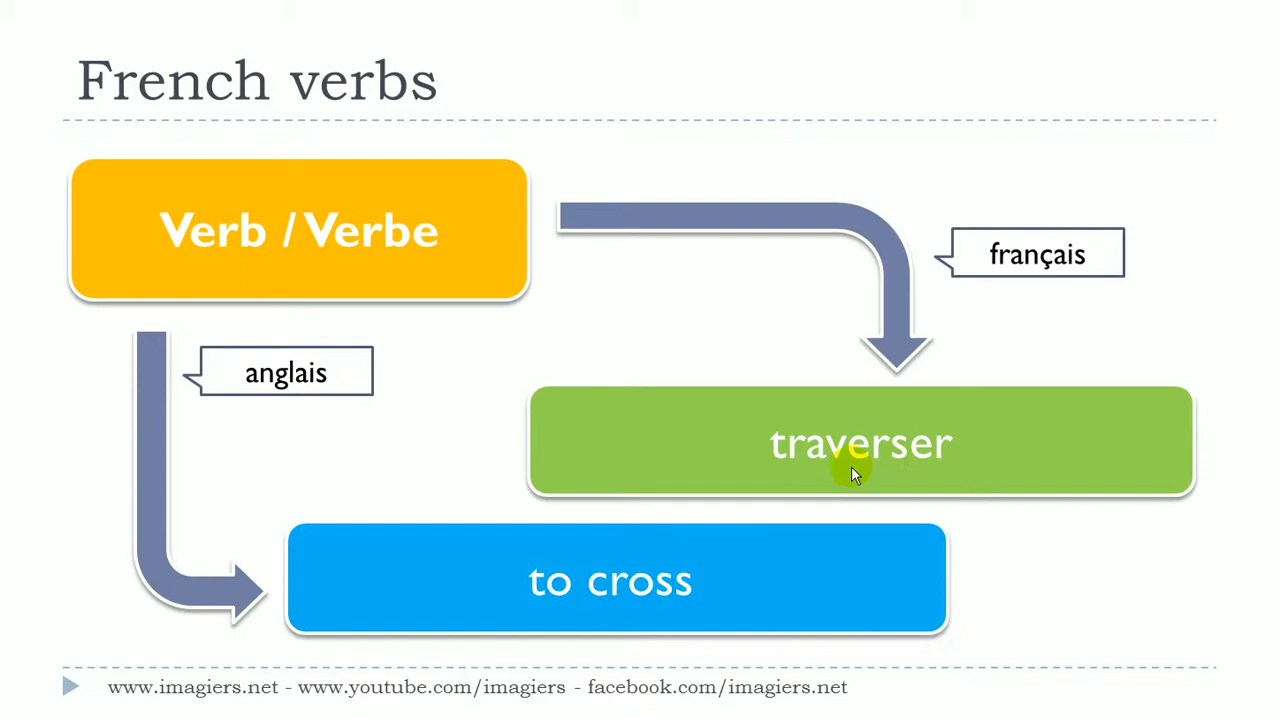 French verbs
Verb / Verbe
français
anglais
traverser
to cross
www.imagiers.net - www.youtube.com/imagiers - facebook.com/imagiers.net